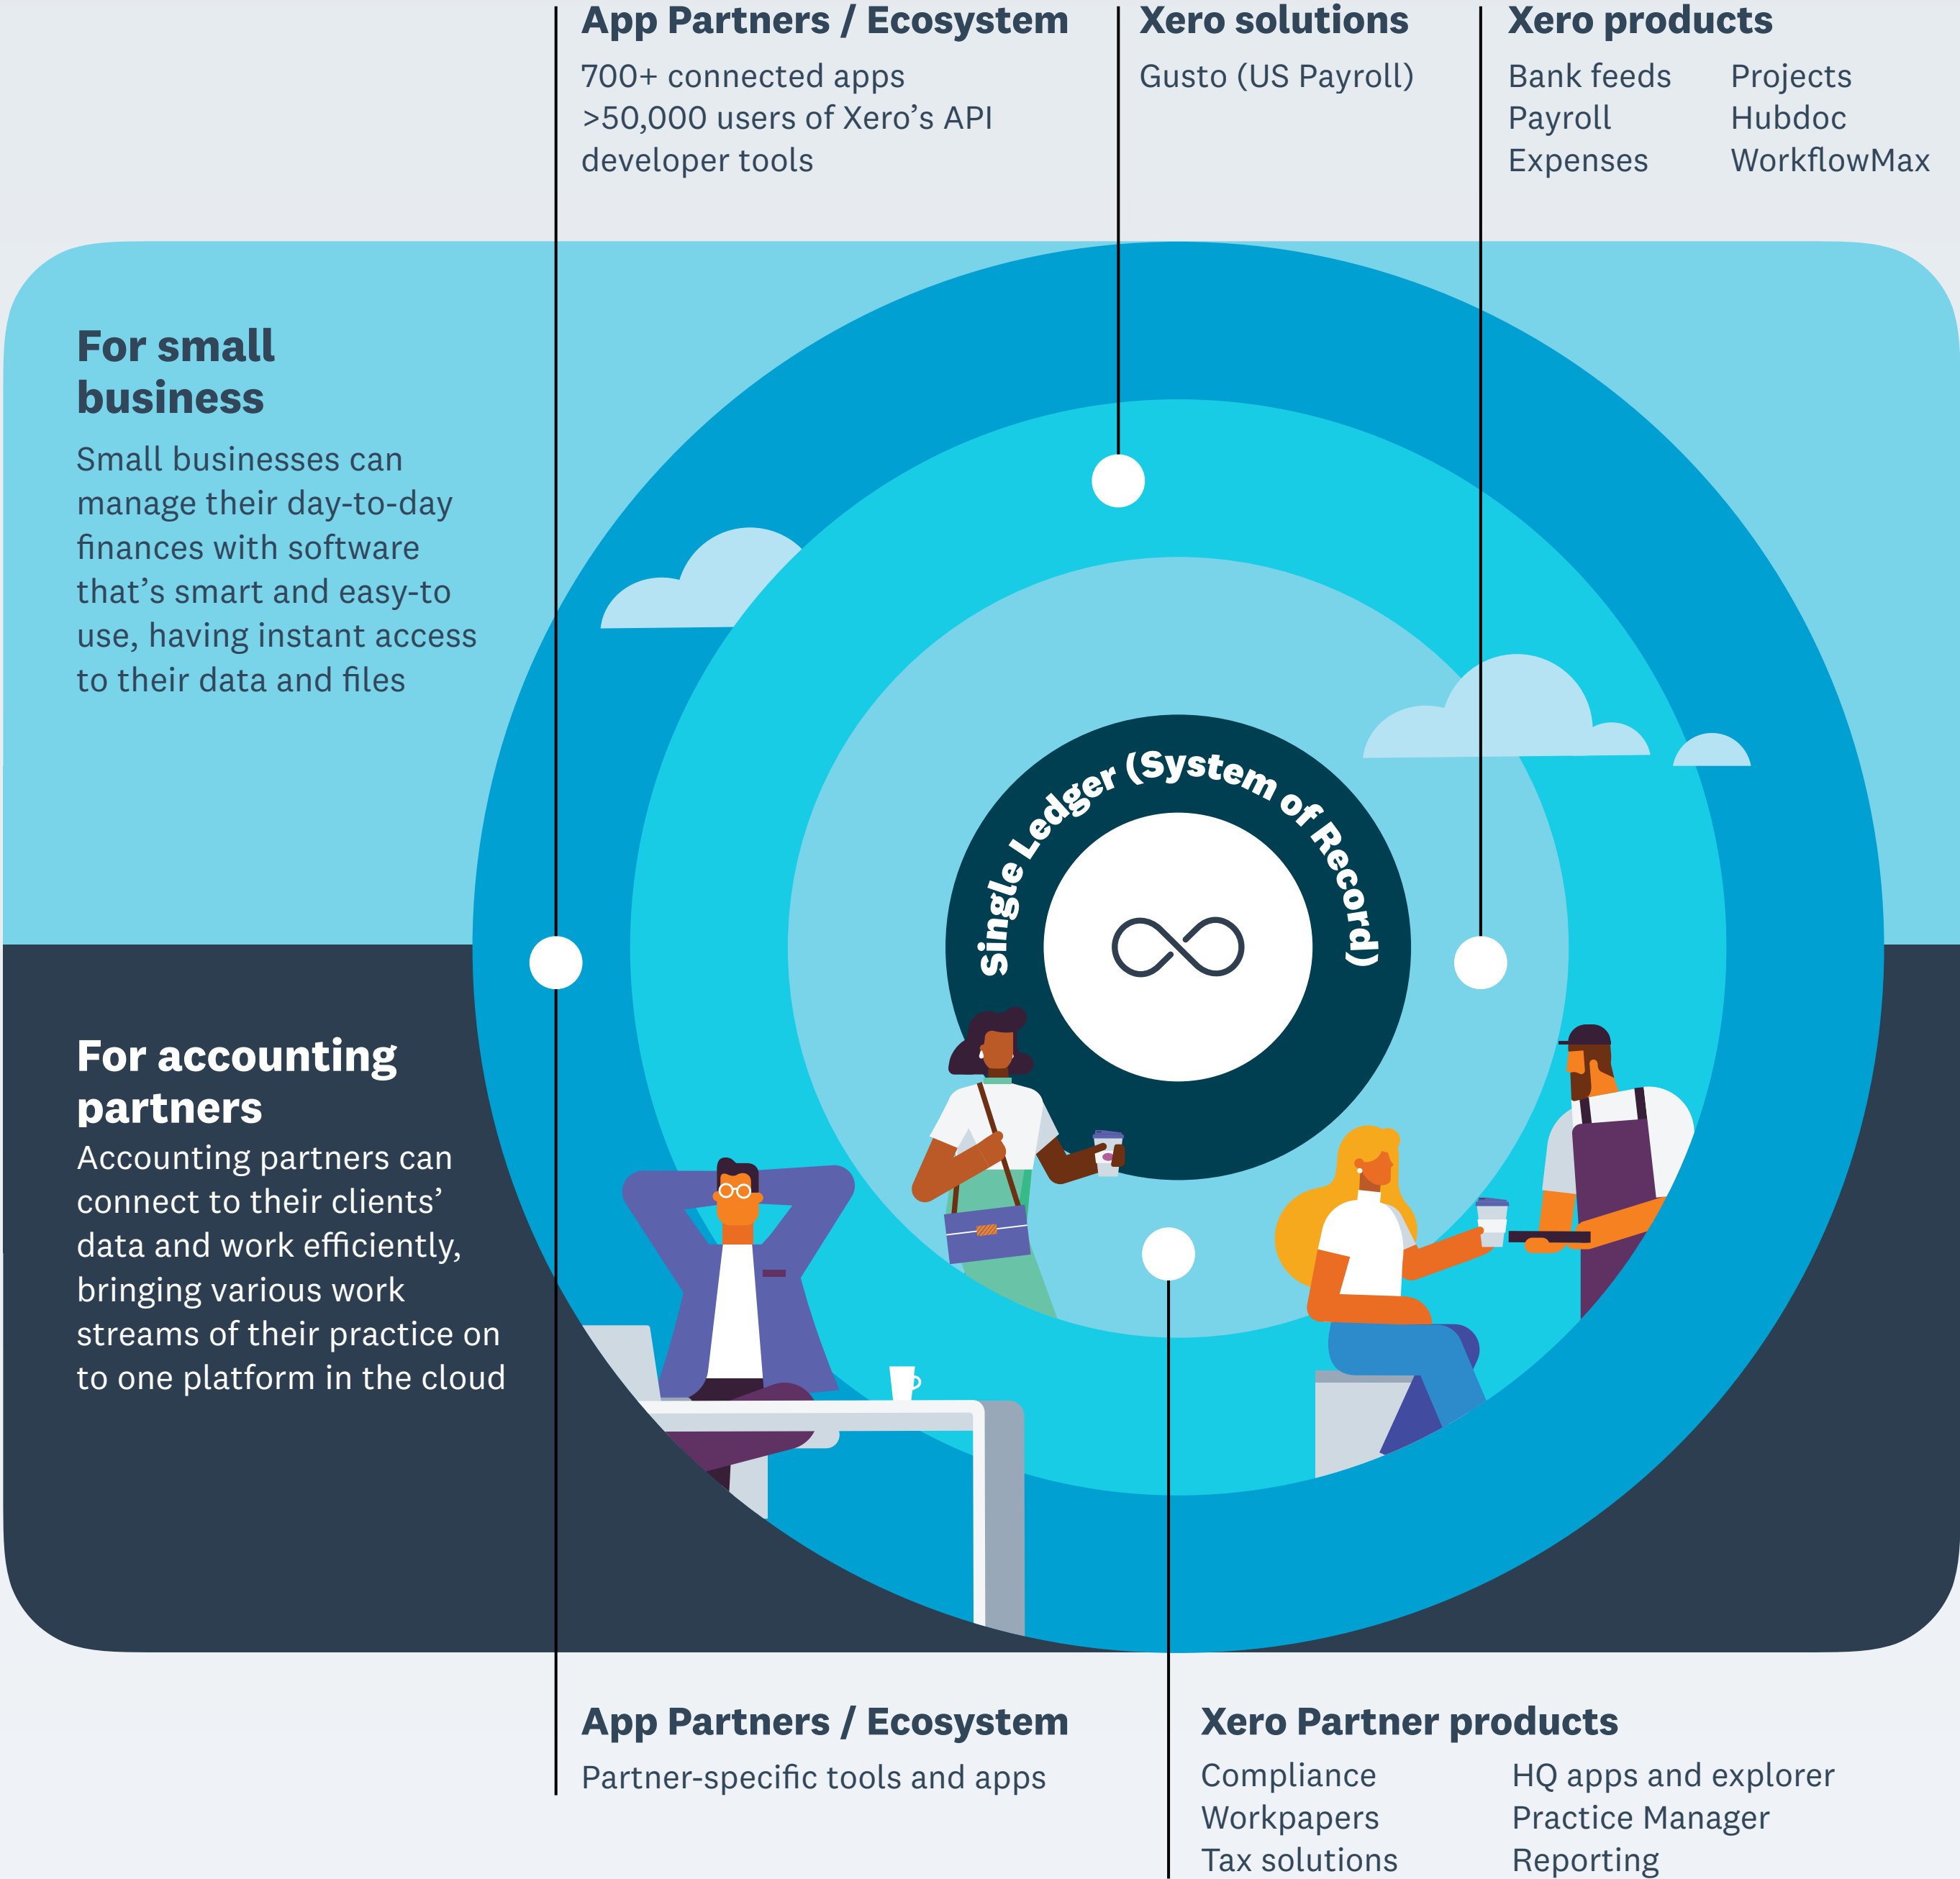 App Partners / Ecosystem
700+ connected apps
>50,000 users of Xero’s API
developer tools
Xero solutions
Gusto (US Payroll)
Xero products
Bank feeds
Payroll
Expenses
Projects
Hubdoc
WorkflowMax
For small
business
Small businesses can
manage their day-to-day
finances with software
that’s smart and easy-to
use, having instant access
to their data and files
Single Ledger (System of Record)
For accounting
partners
Accounting partners can
connect to their clients’
data and work efficiently,
bringing various work
streams of their practice on
to one platform in the cloud
App Partners / Ecosystem
Partner-specific tools and apps
Xero Partner products
Compliance
Workpapers
Tax solutions
HQ apps and explorer
Practice Manager
Reporting